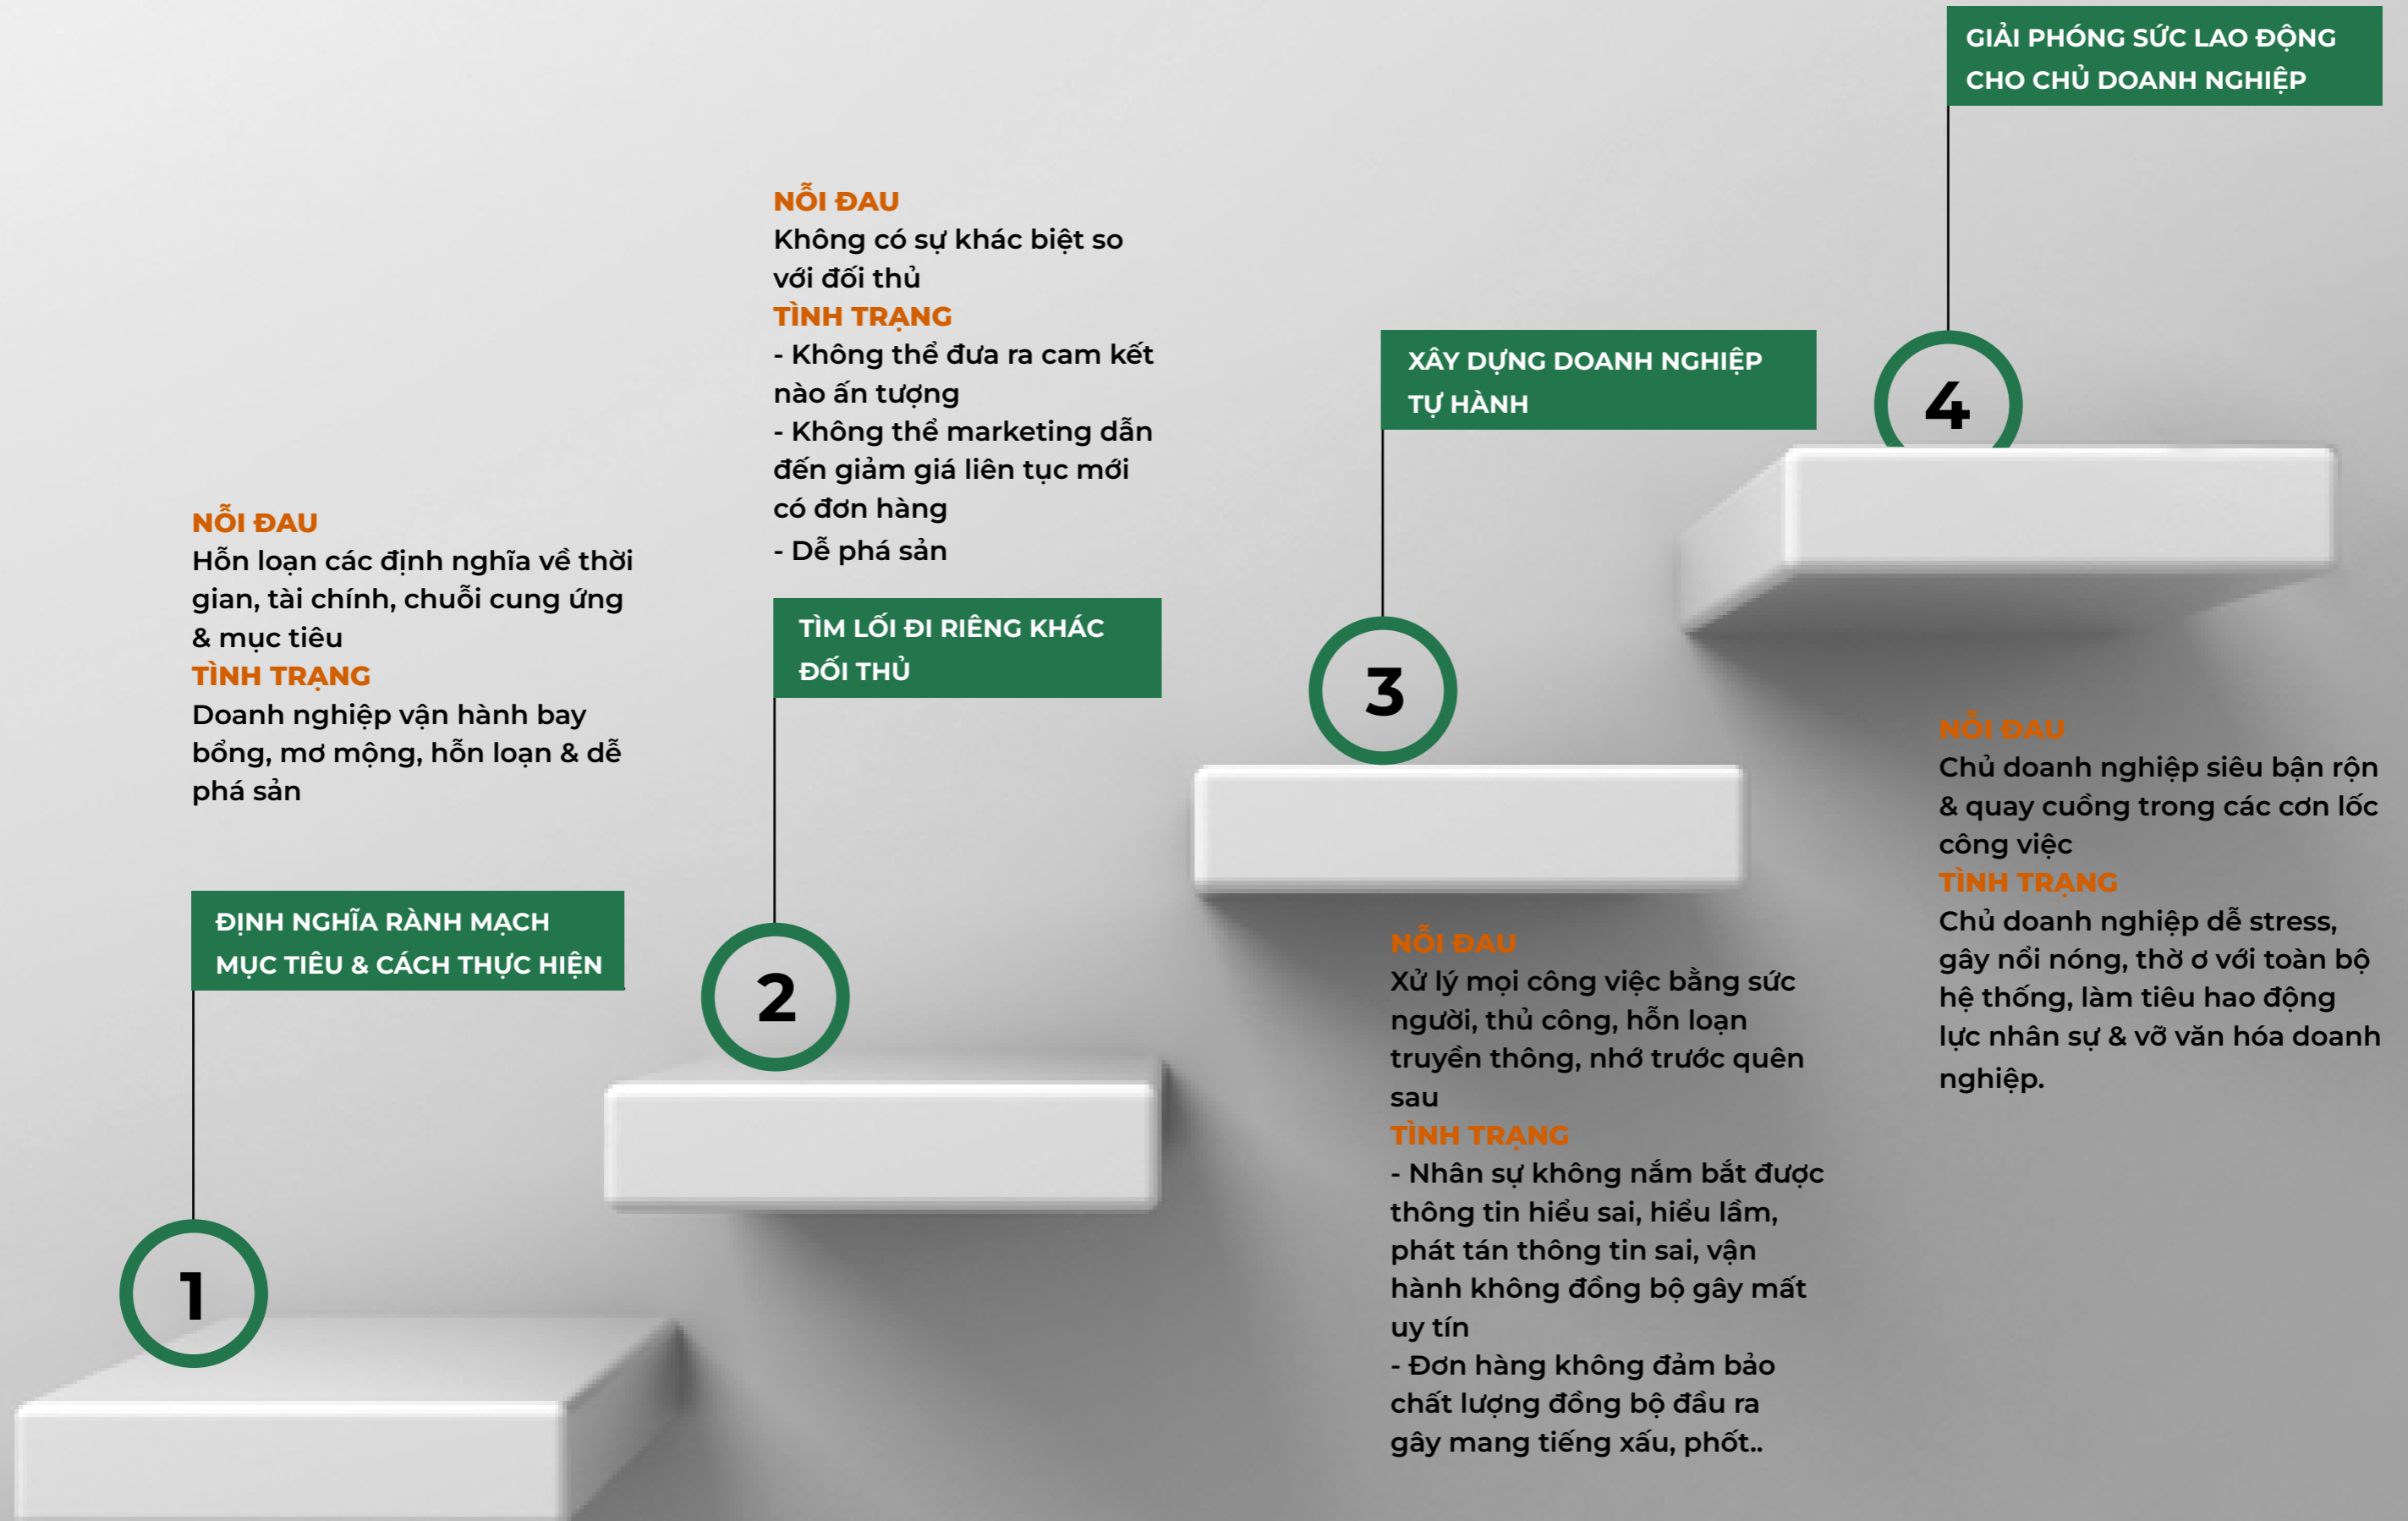 NỖI ĐAU
Hỗn loạn các định nghĩa về thời
gian, tài chính, chuỗi cung ứng
& mục tiêu
TÌNH TRẠNG
Doanh nghiệp vận hành bay
bổng, mơ mộng, hỗn loạn & dễ
phá sản
ĐỊNH NGHĨA RÀNH MẠCH
MỤC TIÊU & CÁCH THỰC HIỆN
1
NỖI ĐAU
Không có sự khác biệt so
với đối thủ
TÌNH TRẠNG
- Không thể đưa ra cam kết
nào ấn tượng
- Không thể marketing dẫn
đến giảm giá liên tục mới
có đơn hàng
- Dễ phá sản
TÌM LỐI ĐI RIÊNG KHÁC
ĐỐI THỦ
2
XÂY DỰNG DOANH NGHIỆP
TỰ HÀNH
3
NỖI ĐAU
Xử lý mọi công việc bằng sức
người, thủ công, hỗn loạn
truyền thông, nhớ trước quên
sau
TÌNH TRẠNG
- Nhân sự không nắm bắt được
thông tin hiểu sai, hiểu lầm,
phát tán thông tin sai, vận
hành không đồng bộ gây mất
uy tín
- Đơn hàng không đảm bảo
chất lượng đồng bộ đầu ra
gây mang tiếng xấu, phốt..
GIẢI PHÓNG SỨC LAO ĐỘNG
CHO CHỦ DOANH NGHIỆP
4
NỖI ĐAU
Chủ doanh nghiệp siêu bận rộn
& quay cuồng trong các cơn lốc
công việc
TÌNH TRẠNG
Chủ doanh nghiệp dễ stress,
gây nổi nóng, thờ ơ với toàn bộ
hệ thống, làm tiêu hao động
lực nhân sự & vỡ văn hóa doanh
nghiệp.